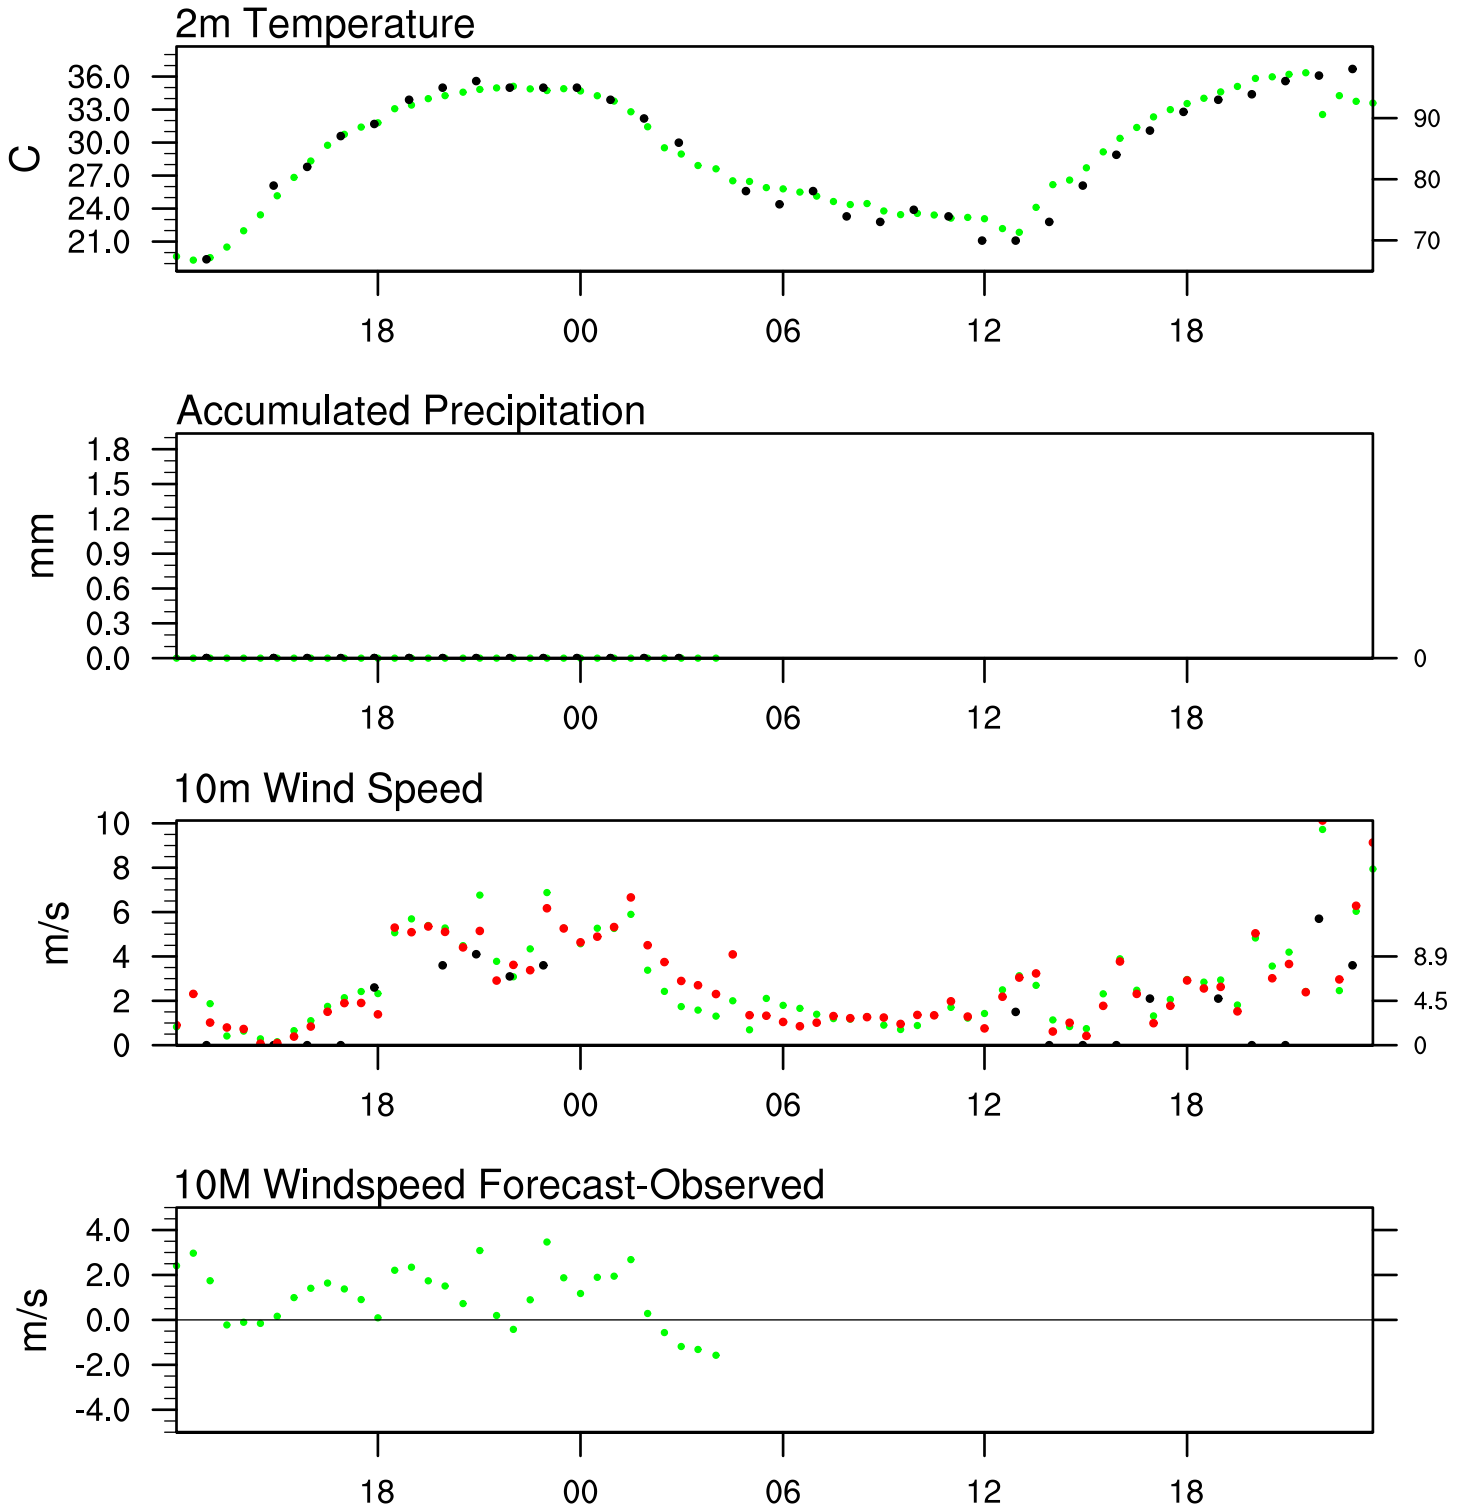 2m Temperature
C
36.0
33.0
30.0
27.0
24.0
21.0
90
80
70
18 00 06 12 18
Accumulated Precipitation
mm
1.8
1.5
1.2
0.9
0.6
0.3
0.0
0
18 00 06 12 18
10m Wind Speed
m/s
10
8
6
4
2
0
8.9
4.5
0
18 00 06 12 18
10M Windspeed Forecast-Observed
m/s
4.0
2.0
0.0
-2.0
-4.0
18 00 06 12 18